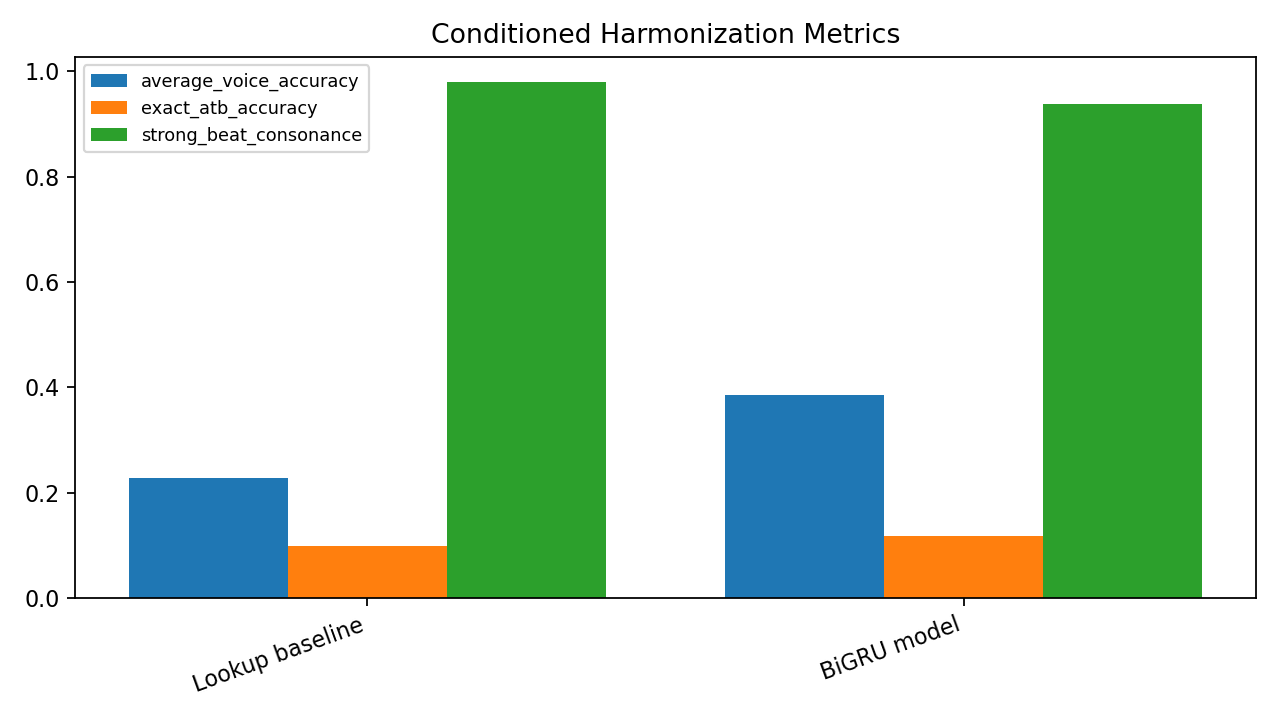 Conditioned Harmonization Metrics
average_voice_accuracy
exact_atb_accuracy
strong_beat_consonance
1.0
0.8
0.6
0.4
0.2
0.0
Lookup baseline
BiGRU model